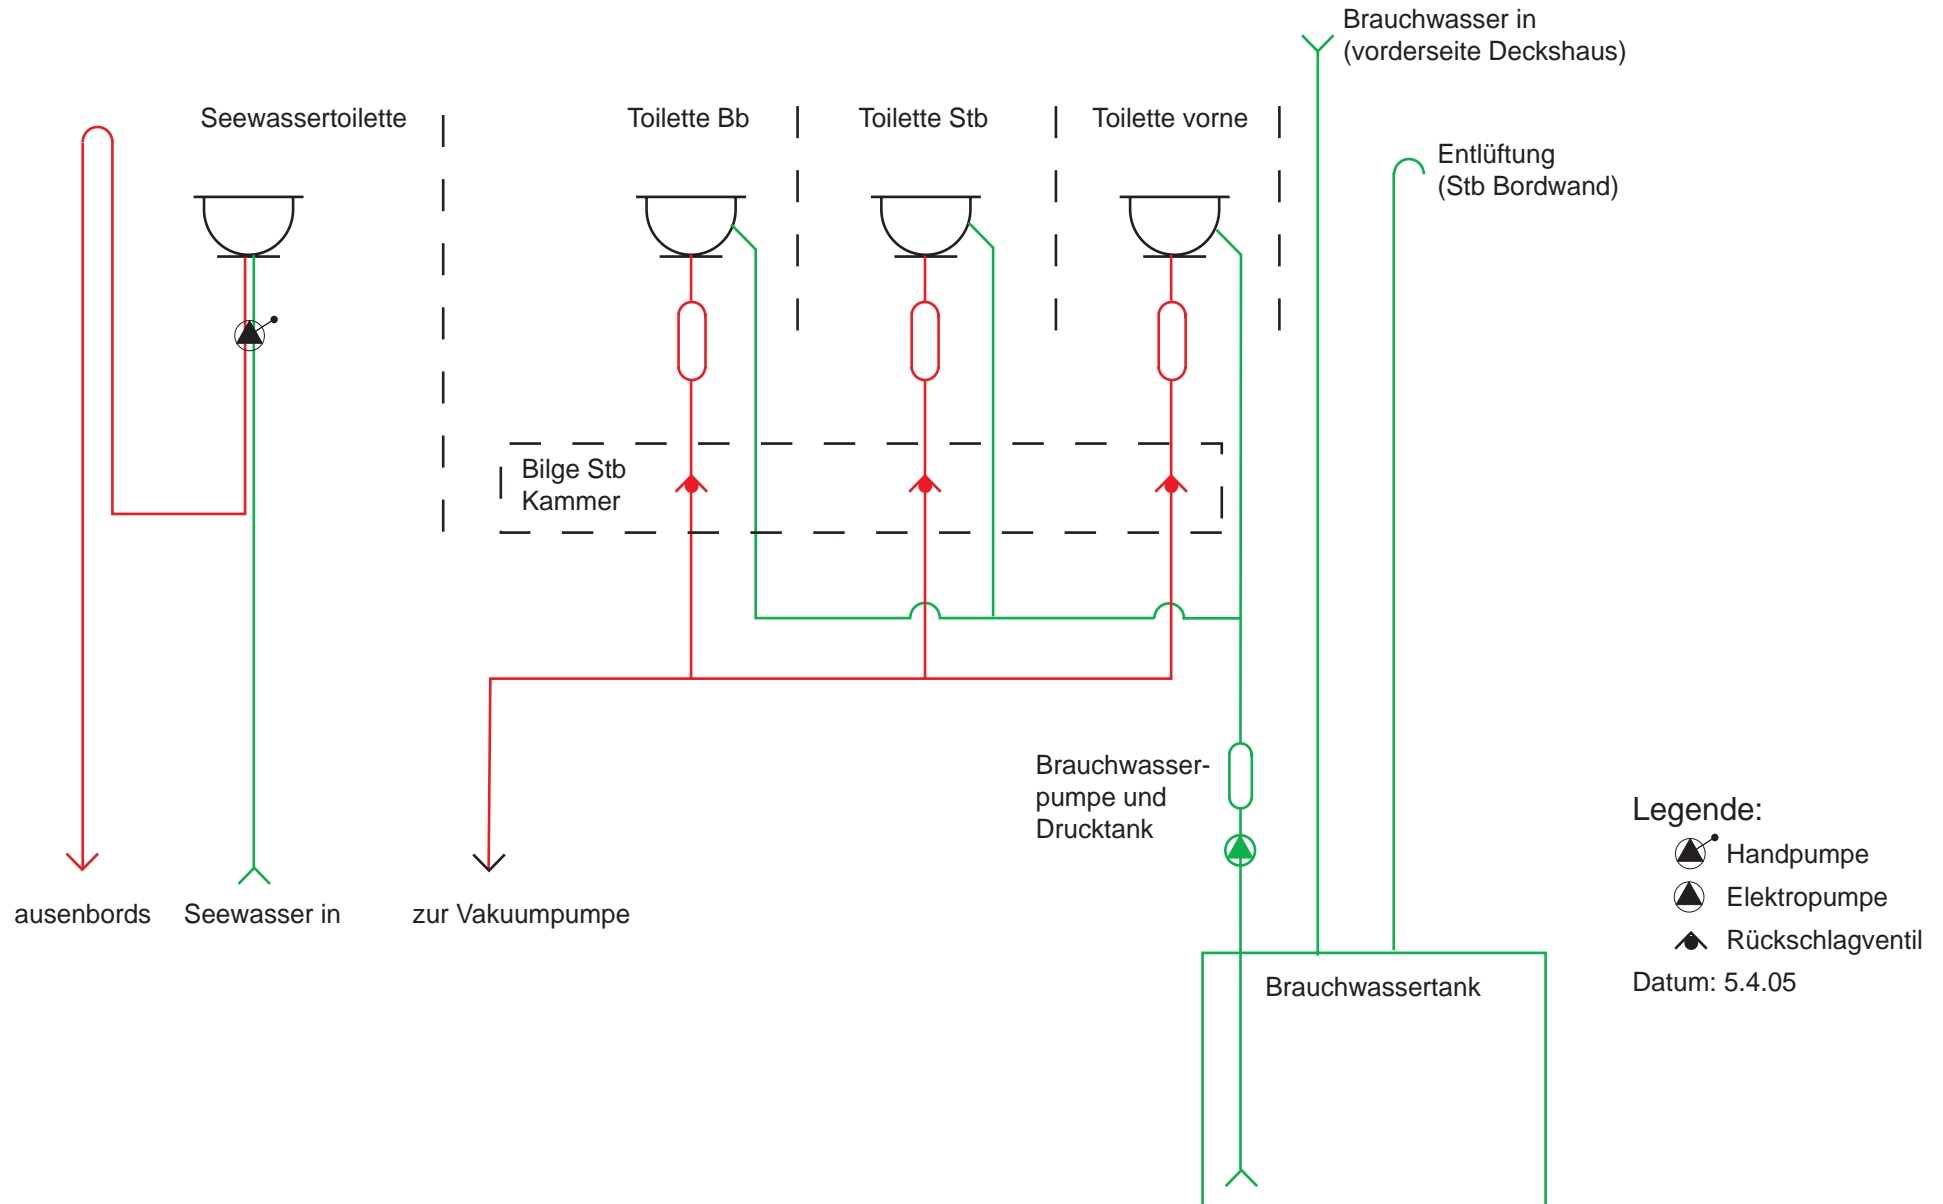 Brauchwasser in
(vorderseite Deckshaus)
Seewassertoilette
Toilette Bb
Toilette Stb
Toilette vorne
Entlüftung
(Stb Bordwand)
Bilge Stb
Kammer
Brauchwasser-
pumpe und
Drucktank
Legende:
Handpumpe
Elektropumpe
Rückschlagventil
Datum: 5.4.05
ausenbords
Seewasser in
zur Vakuumpumpe
Brauchwassertank